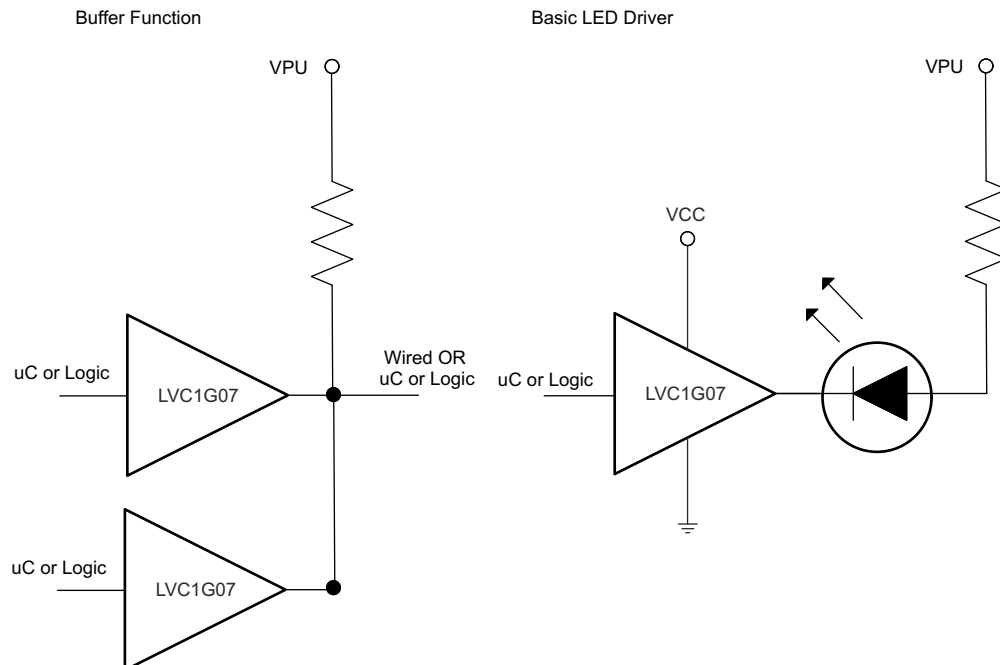 Buffer Function
Basic LED Driver
VPU
VPU
VCC
Wired OR
uC or Logic
uC or Logic
LVC1G07
uC or Logic
LVC1G07
uC or Logic
LVC1G07